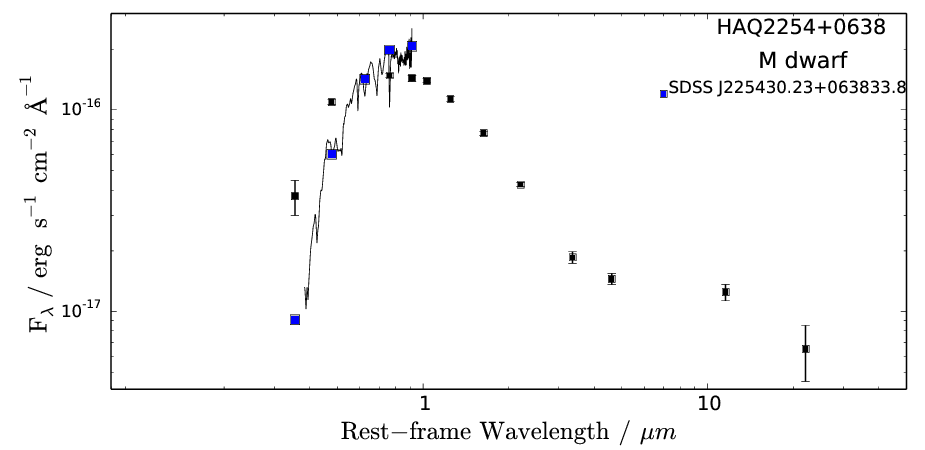 HAQ2254+0638
M dwarf
SDSS J225430.23+063833.8
10⁻¹⁶
10⁻¹⁷
F_λ / erg s⁻¹ cm⁻² Å⁻¹
1
10
Rest−frame Wavelength / μm